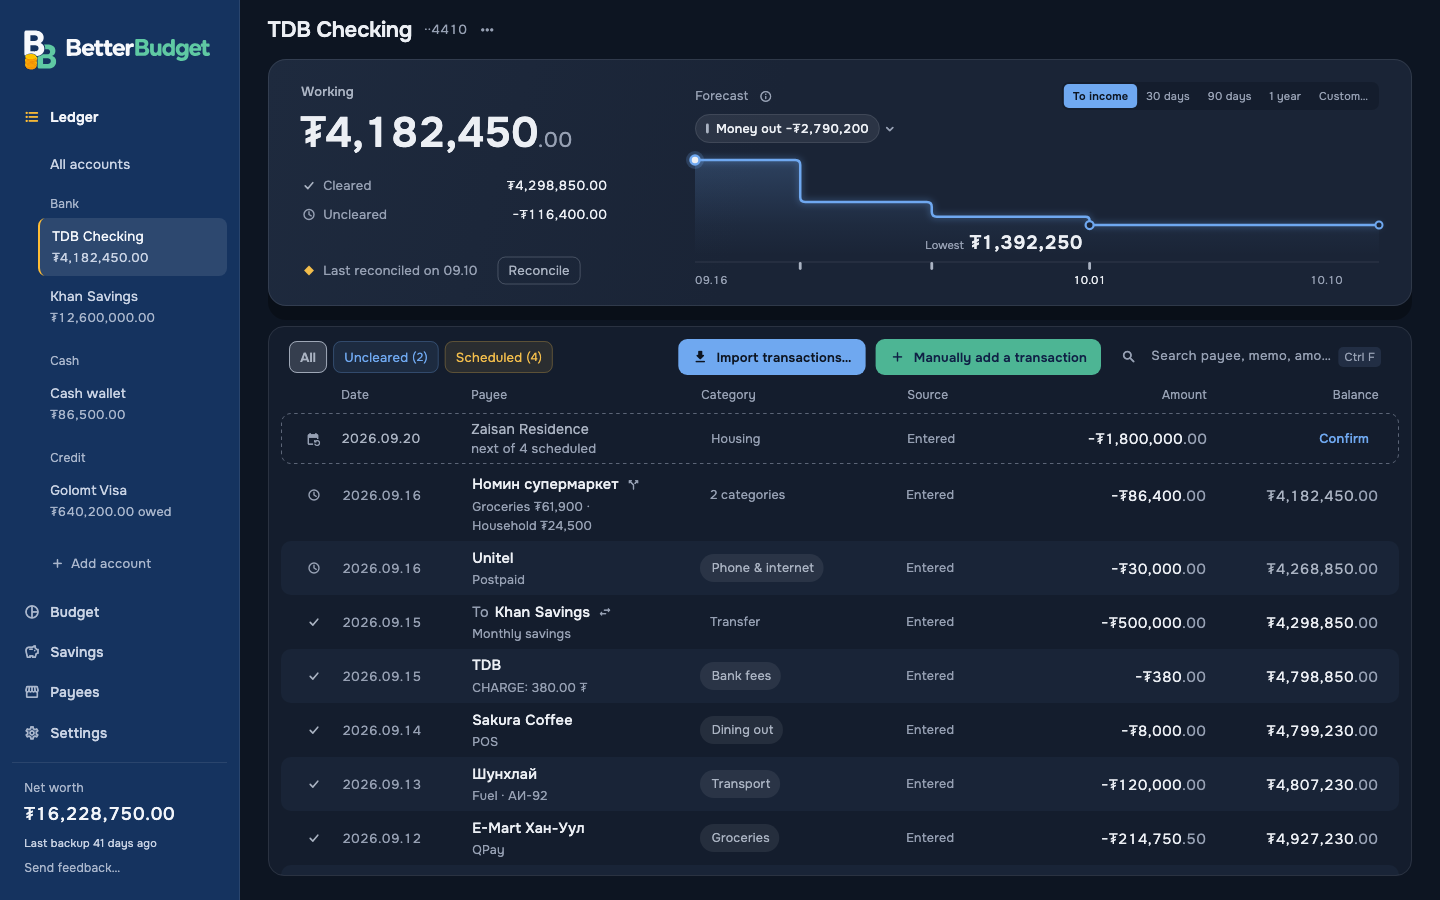 BetterBudget
Ledger
All accounts
Bank
TDB Checking
₮4,182,450.00
Khan Savings
₮12,600,000.00
Cash
Cash wallet
₮86,500.00
Credit
Golomt Visa
₮640,200.00 owed
+ Add account
Budget
Savings
Payees
Settings
Net worth
₮16,228,750.00
Last backup 41 days ago
Send feedback...
TDB Checking ··4410 ···
Working
₮4,182,450.00
Cleared ₮4,298,850.00
Uncleared -₮116,400.00
Last reconciled on 09.10 Reconcile
Forecast
To income 30 days 90 days 1 year Custom...
Money out -₮2,790,200
Lowest ₮1,392,250
09.16 10.01 10.10
All Uncleared (2) Scheduled (4) Import transactions... + Manually add a transaction Search payee, memo, amo... Ctrl F
Date Payee Category Source Amount Balance
2026.09.20 Zaisan Residence Housing Entered -₮1,800,000.00 Confirm
next of 4 scheduled
2026.09.16 Номин супермаркет 2 categories Entered -₮86,400.00 ₮4,182,450.00
Groceries ₮61,900 ·
Household ₮24,500
2026.09.16 Unitel Phone & internet Entered -₮30,000.00 ₮4,268,850.00
Postpaid
2026.09.15 To Khan Savings Transfer Entered -₮500,000.00 ₮4,298,850.00
Monthly savings
2026.09.15 TDB Bank fees Entered -₮380.00 ₮4,798,850.00
CHARGE: 380.00 ₮
2026.09.14 Sakura Coffee Dining out Entered -₮8,000.00 ₮4,799,230.00
POS
2026.09.13 Шунхлай Transport Entered -₮120,000.00 ₮4,807,230.00
Fuel · АИ-92
2026.09.12 E-Mart Хан-Уул Groceries Entered -₮214,750.50 ₮4,927,230.00
QPay